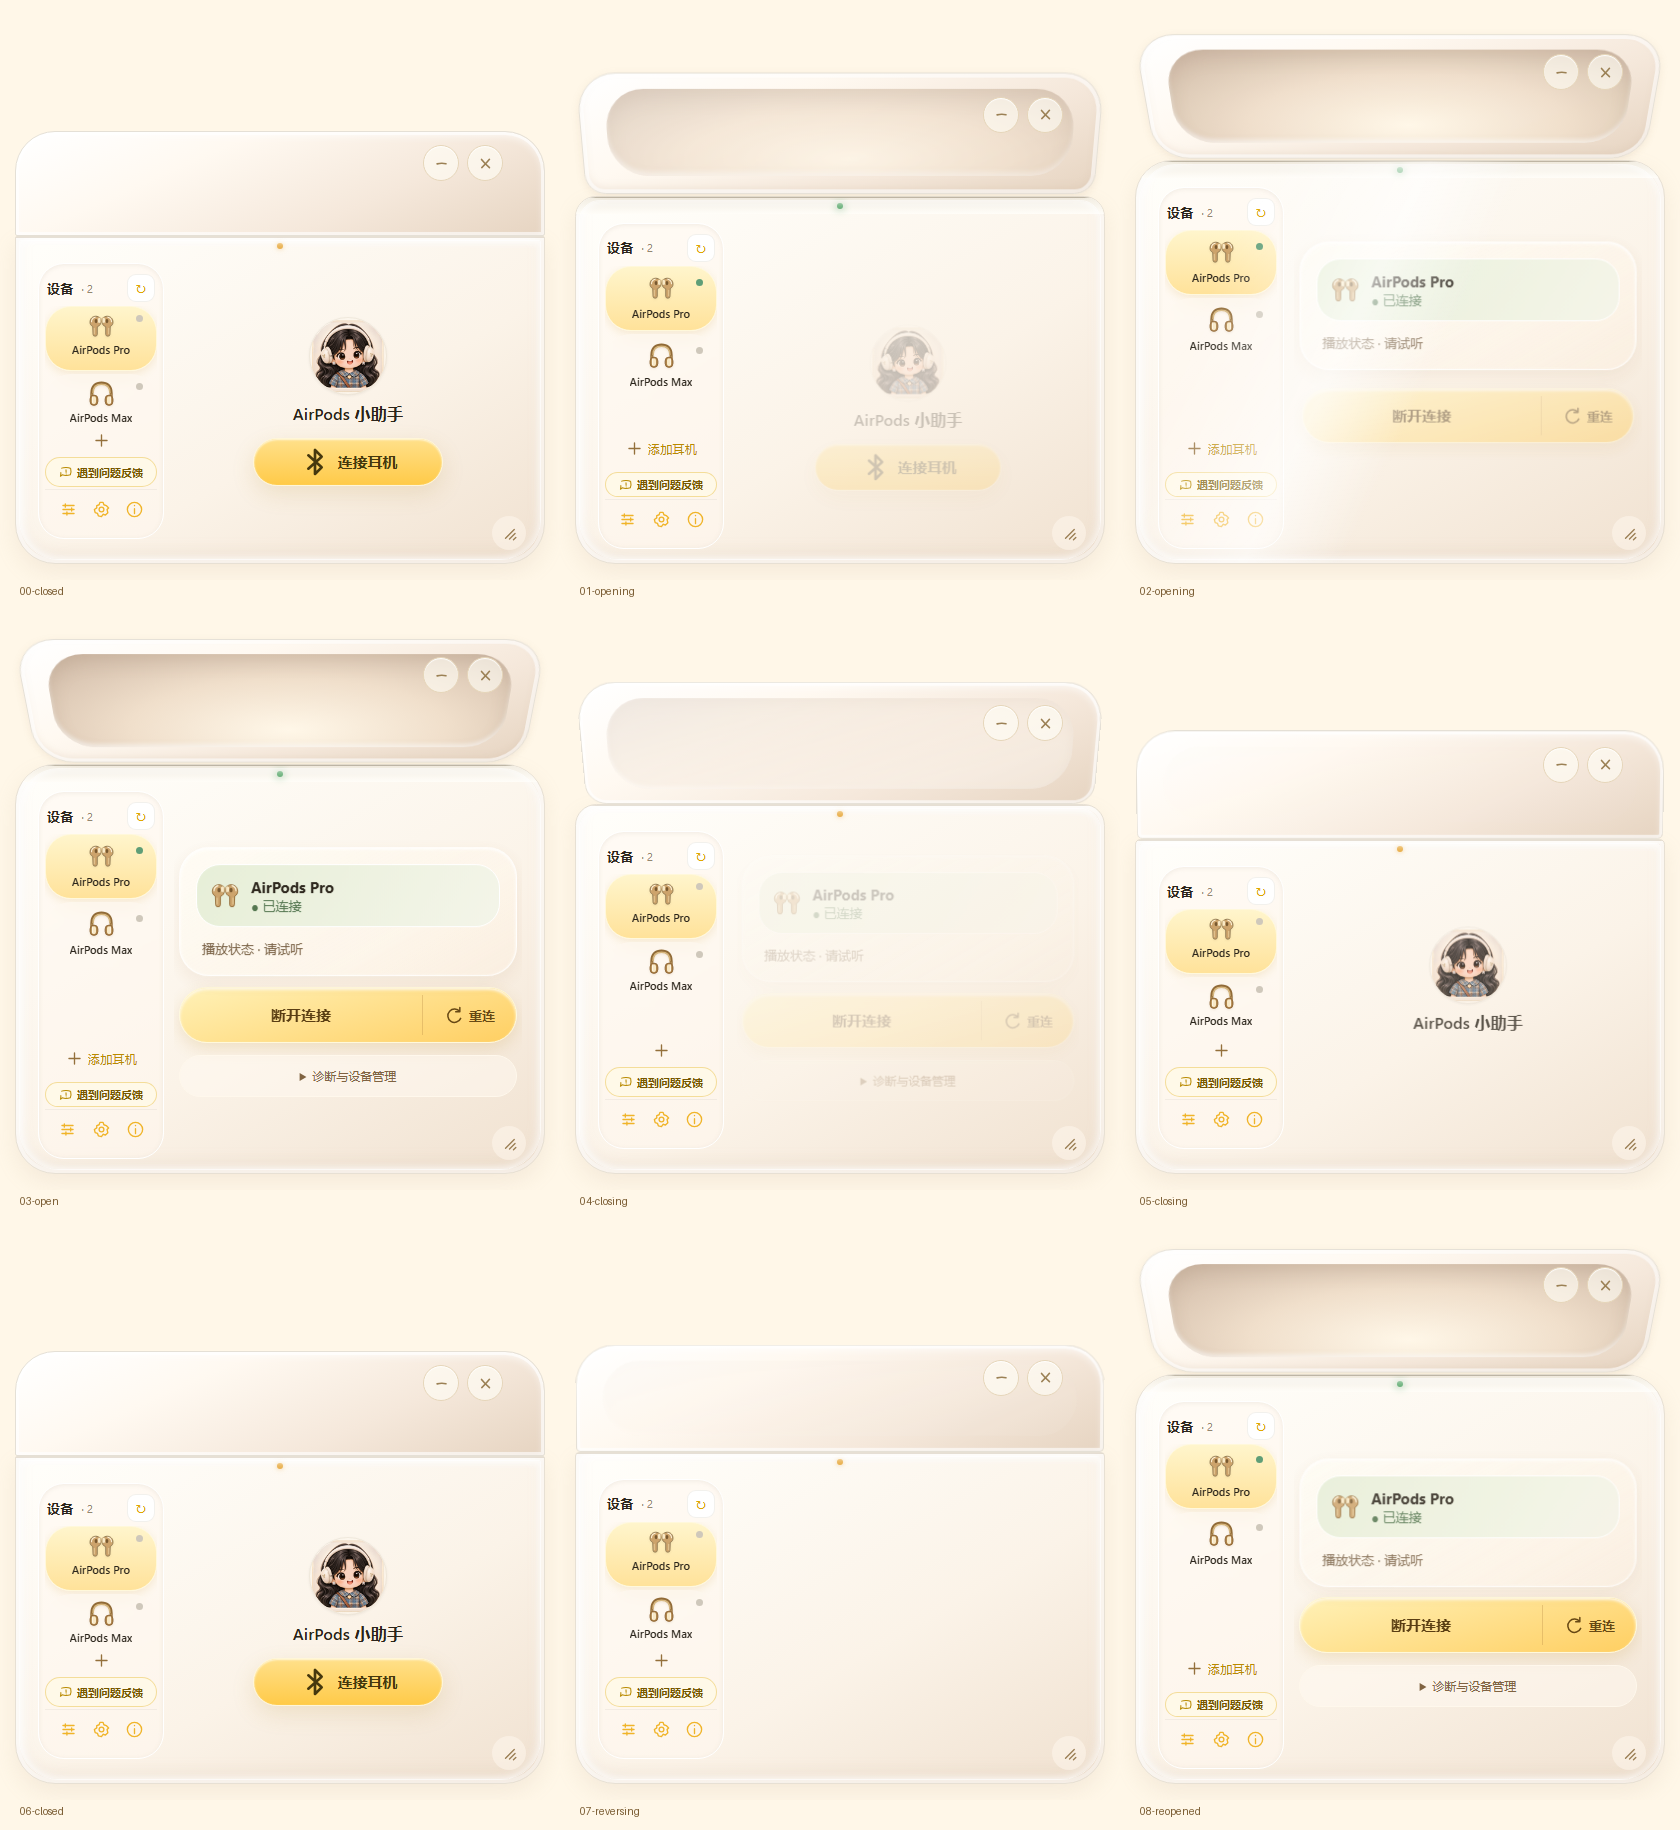 设备 · 2
AirPods Pro
AirPods Max
遇到问题反馈
AirPods 小助手
连接耳机
00-closed
设备 · 2
AirPods Pro
AirPods Max
添加耳机
遇到问题反馈
AirPods 小助手
连接耳机
01-opening
设备 · 2
AirPods Pro
AirPods Max
添加耳机
遇到问题反馈
AirPods Pro
已连接
播放状态 · 请试听
断开连接
重连
02-opening
设备 · 2
AirPods Pro
AirPods Max
添加耳机
遇到问题反馈
AirPods Pro
已连接
播放状态 · 请试听
断开连接
重连
诊断与设备管理
03-open
设备 · 2
AirPods Pro
AirPods Max
遇到问题反馈
AirPods Pro
已连接
播放状态 · 请试听
断开连接
重连
诊断与设备管理
04-closing
设备 · 2
AirPods Pro
AirPods Max
遇到问题反馈
AirPods 小助手
05-closing
设备 · 2
AirPods Pro
AirPods Max
遇到问题反馈
AirPods 小助手
连接耳机
06-closed
设备 · 2
AirPods Pro
AirPods Max
遇到问题反馈
07-reversing
设备 · 2
AirPods Pro
AirPods Max
添加耳机
遇到问题反馈
AirPods Pro
已连接
播放状态 · 请试听
断开连接
重连
诊断与设备管理
08-reopened